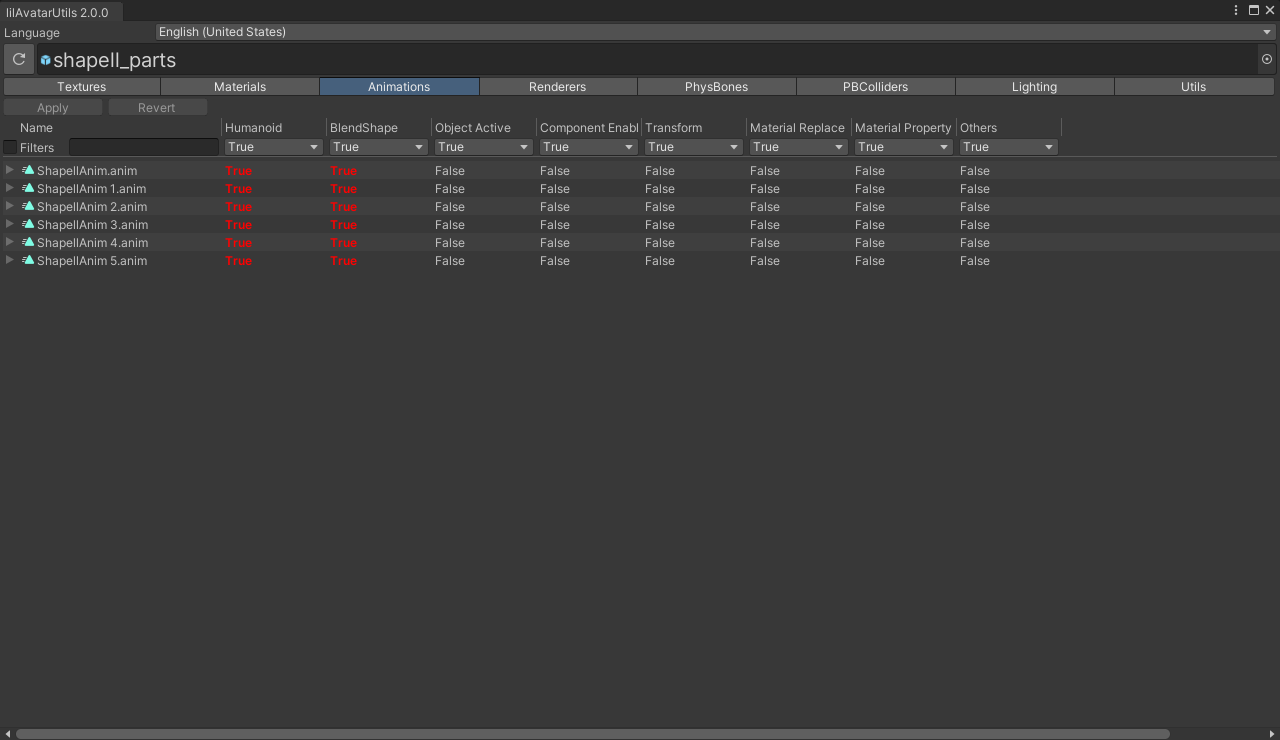 lilAvatarUtils 2.0.0
Language English (United States)
shapell_parts
Textures Materials Animations Renderers PhysBones PBColliders Lighting Utils
Apply Revert
Name Humanoid BlendShape Object Active Component Enabl Transform Material Replace Material Property Others
Filters True True True True True True True True
ShapellAnim.anim True True False False False False False False
ShapellAnim 1.anim True True False False False False False False
ShapellAnim 2.anim True True False False False False False False
ShapellAnim 3.anim True True False False False False False False
ShapellAnim 4.anim True True False False False False False False
ShapellAnim 5.anim True True False False False False False False